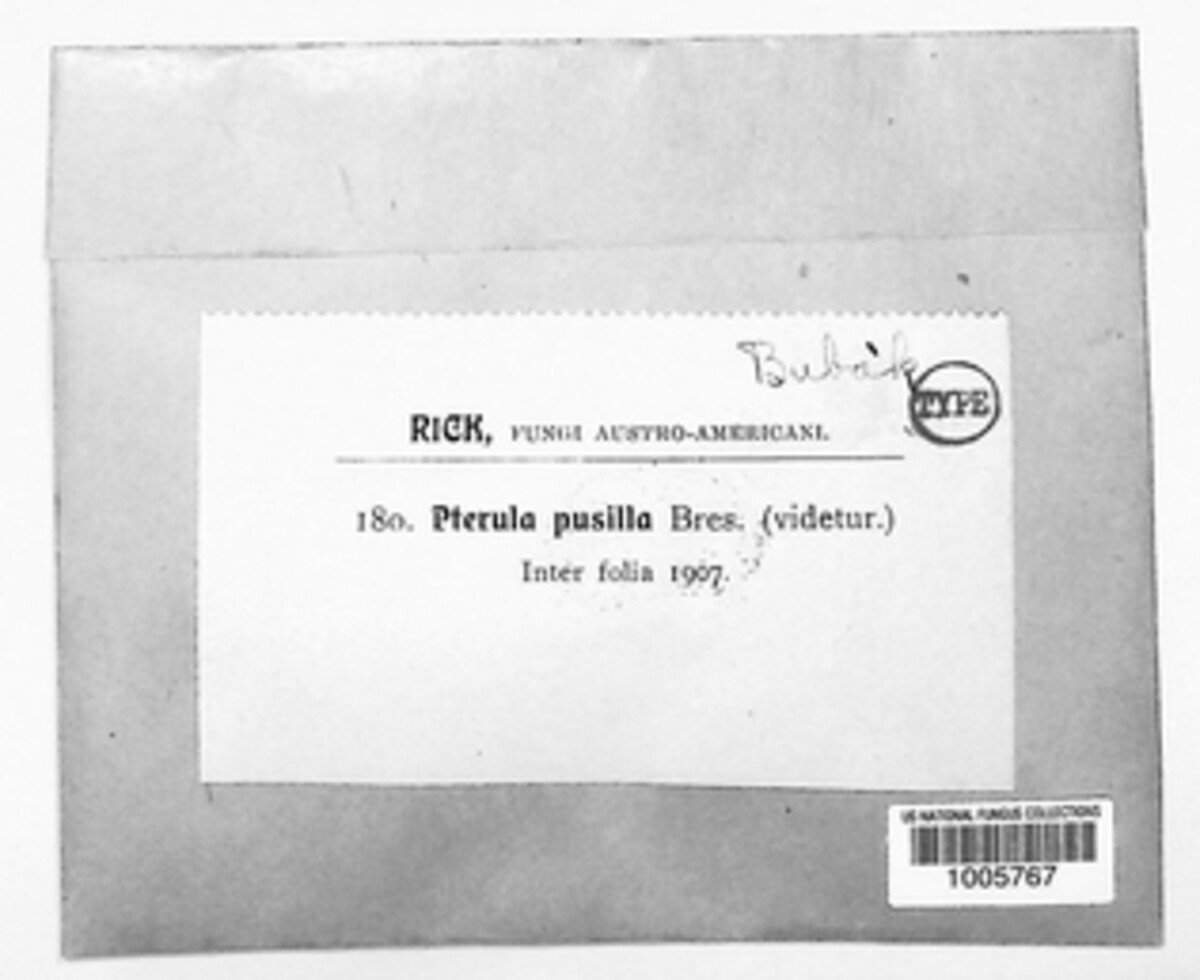 Bubák
TYPE
RICK, FUNGI AUSTRO-AMERICANI.
180. Pterula pusilla Bres. (videtur.)
Inter folia 1907.
US NATIONAL FUNGUS COLLECTIONS
1005767